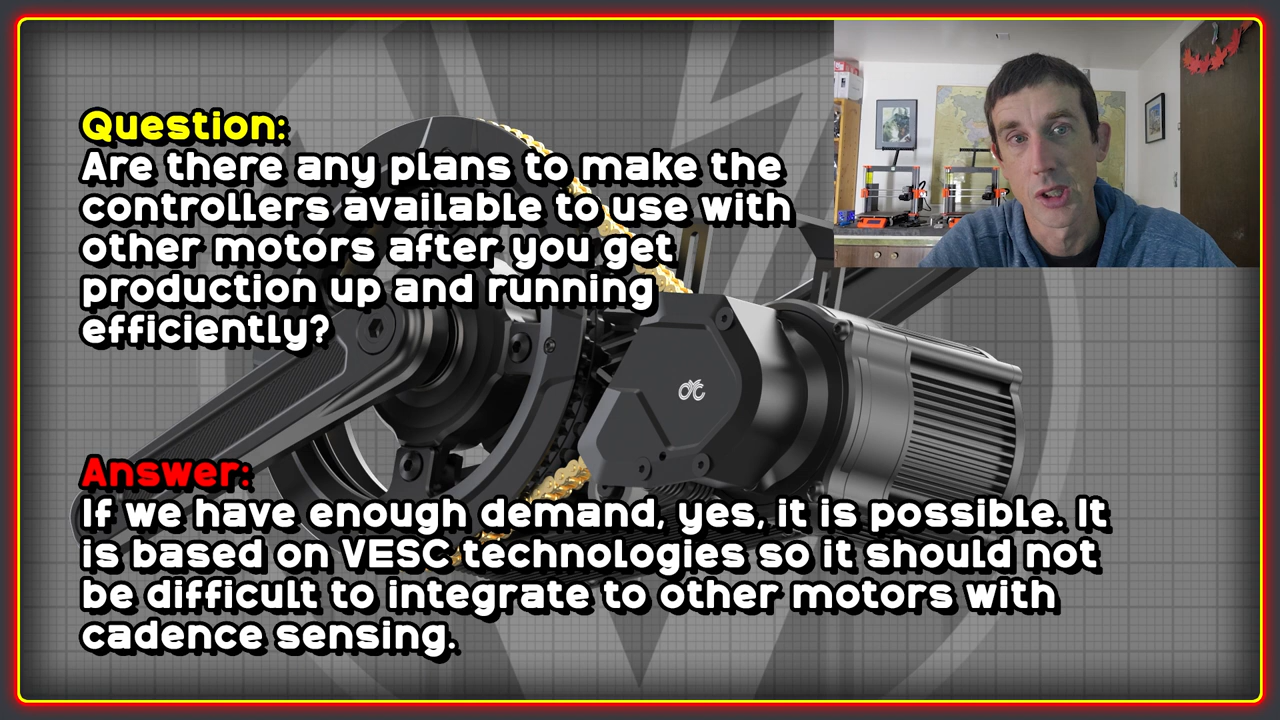 Question:
Are there any plans to make the
controllers available to use with
other motors after you get
production up and running
efficiently?
Answer:
If we have enough demand, yes, it is possible. It
is based on VESC technologies so it should not
be difficult to integrate to other motors with
cadence sensing.